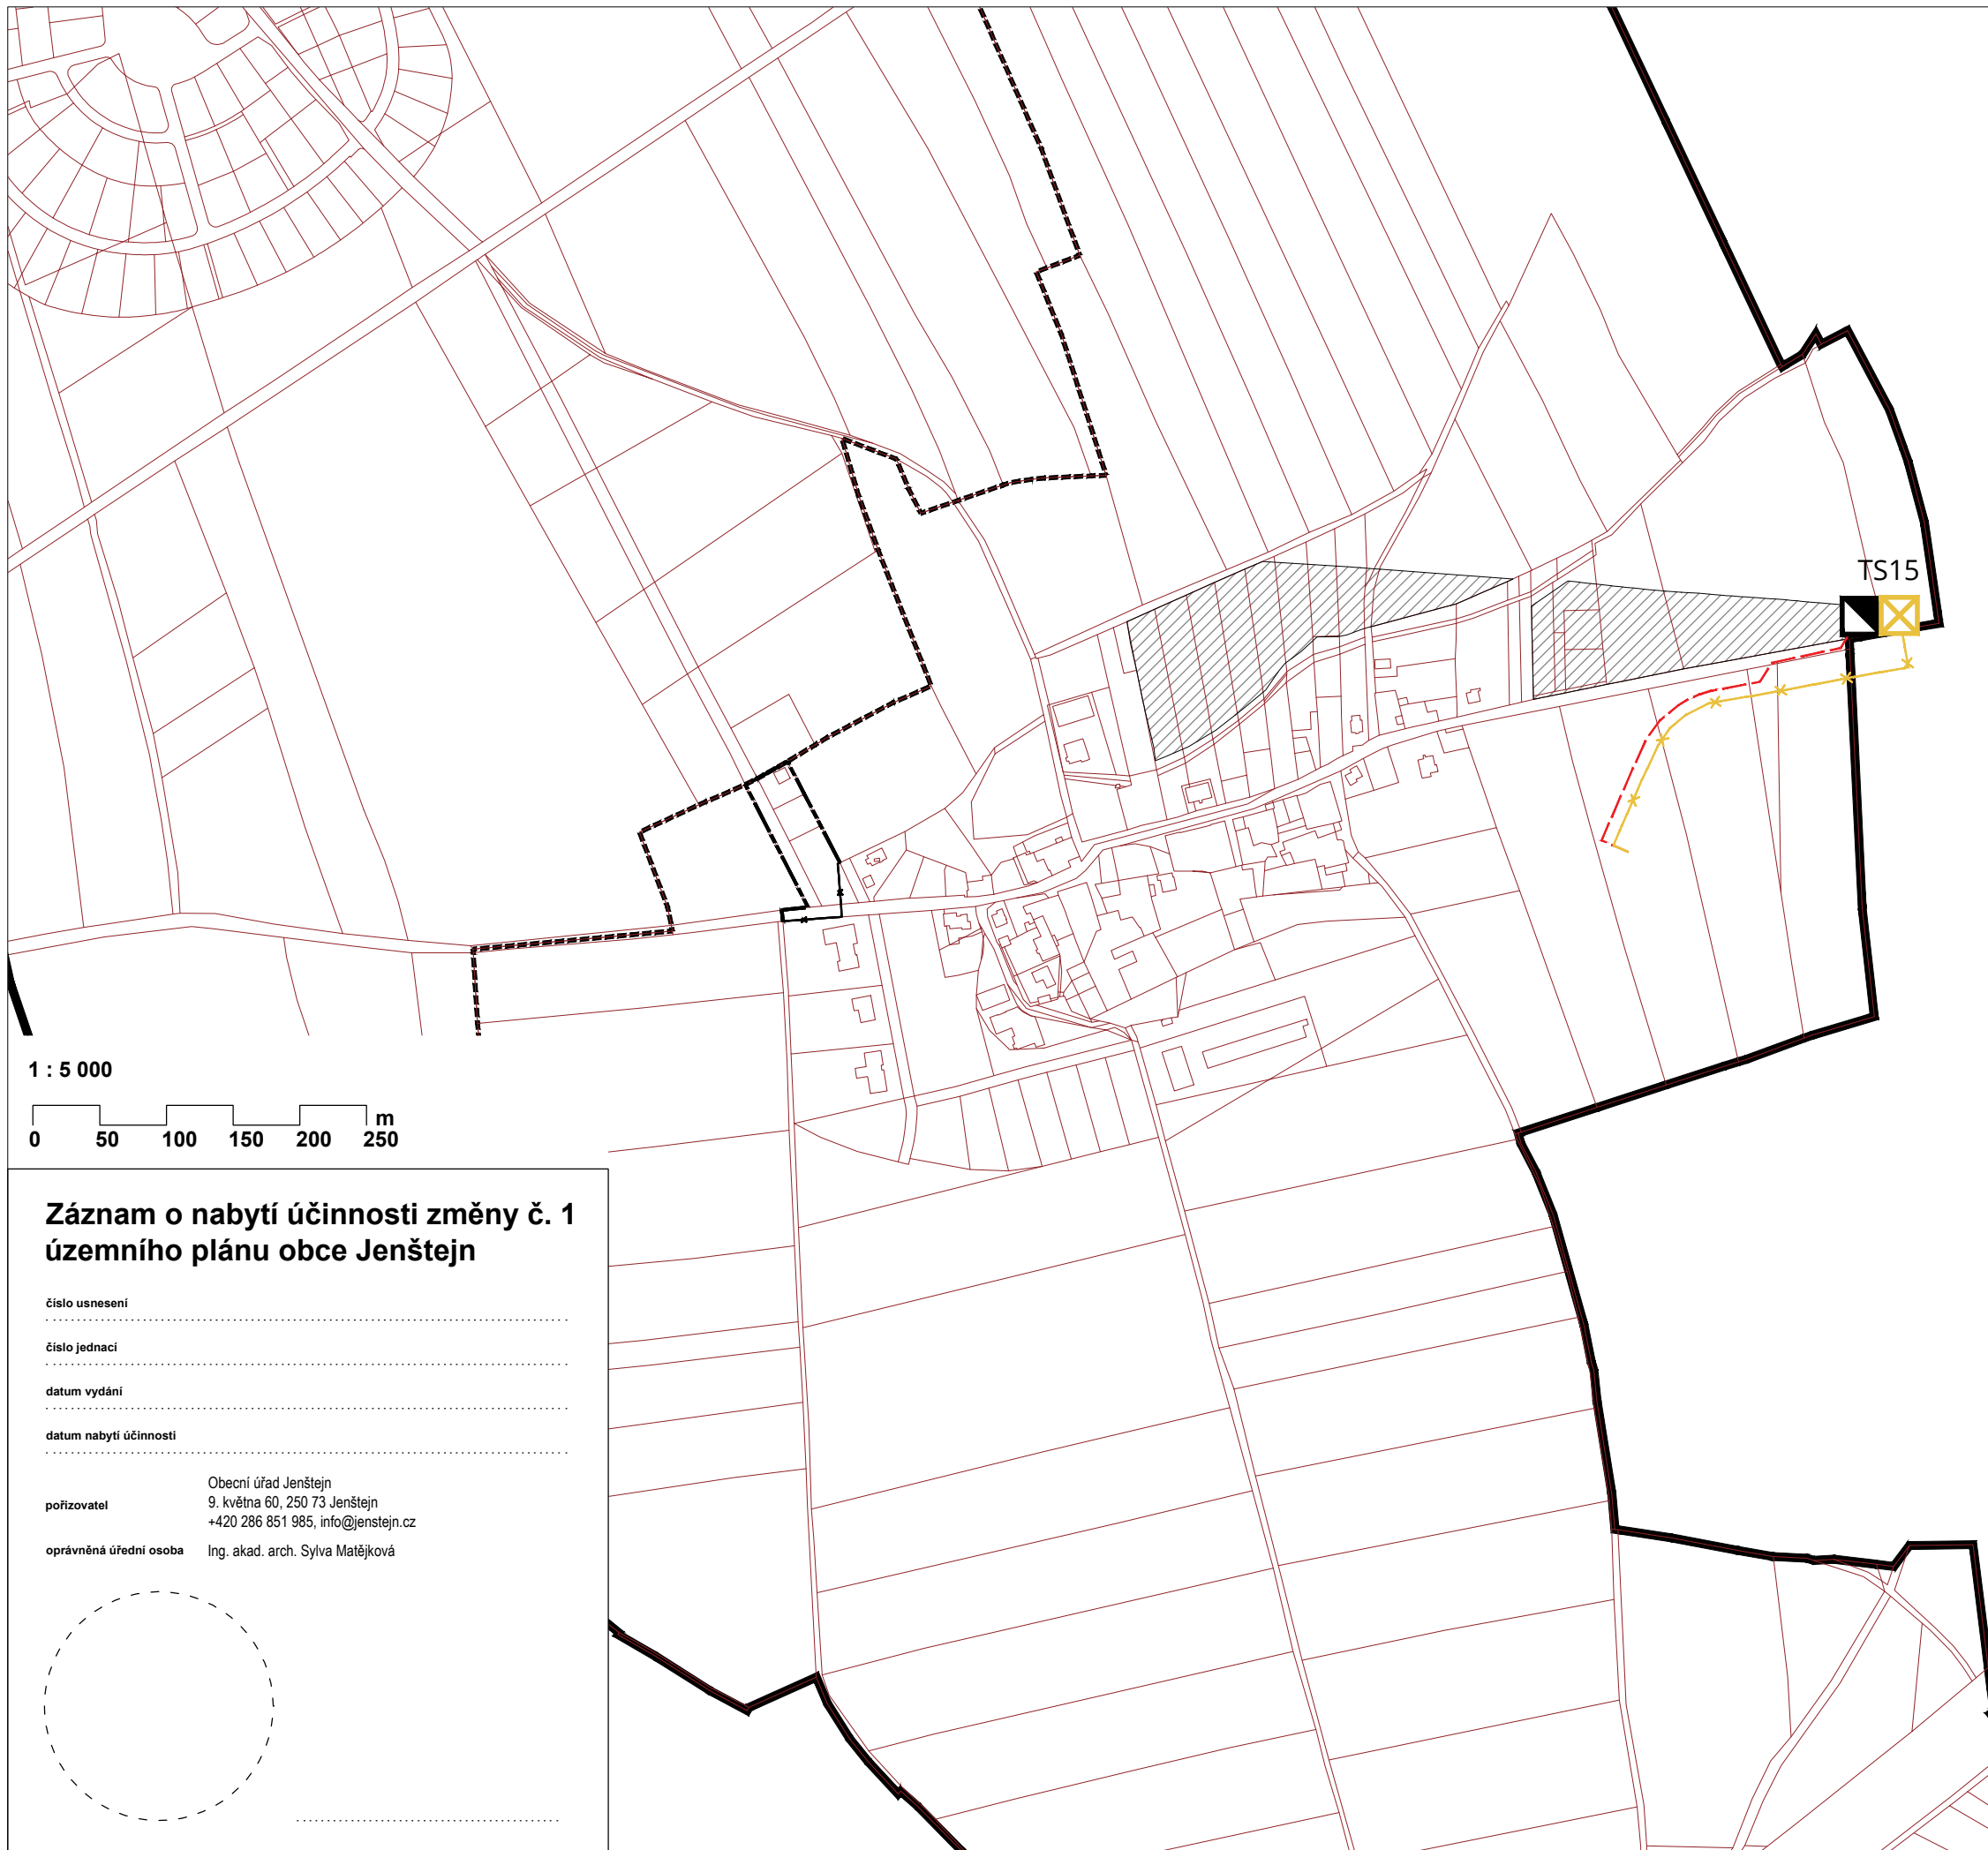 TS15
1 : 5 000
m
0 50 100 150 200 250
Záznam o nabytí účinnosti změny č. 1
územního plánu obce Jenštejn
číslo usnesení
číslo jednací
datum vydání
datum nabytí účinnosti
pořizovatel
Obecní úřad Jenštejn
9. května 60, 250 73 Jenštejn
+420 286 851 985, info@jenstejn.cz
oprávněná úřední osoba Ing. akad. arch. Sylva Matějková